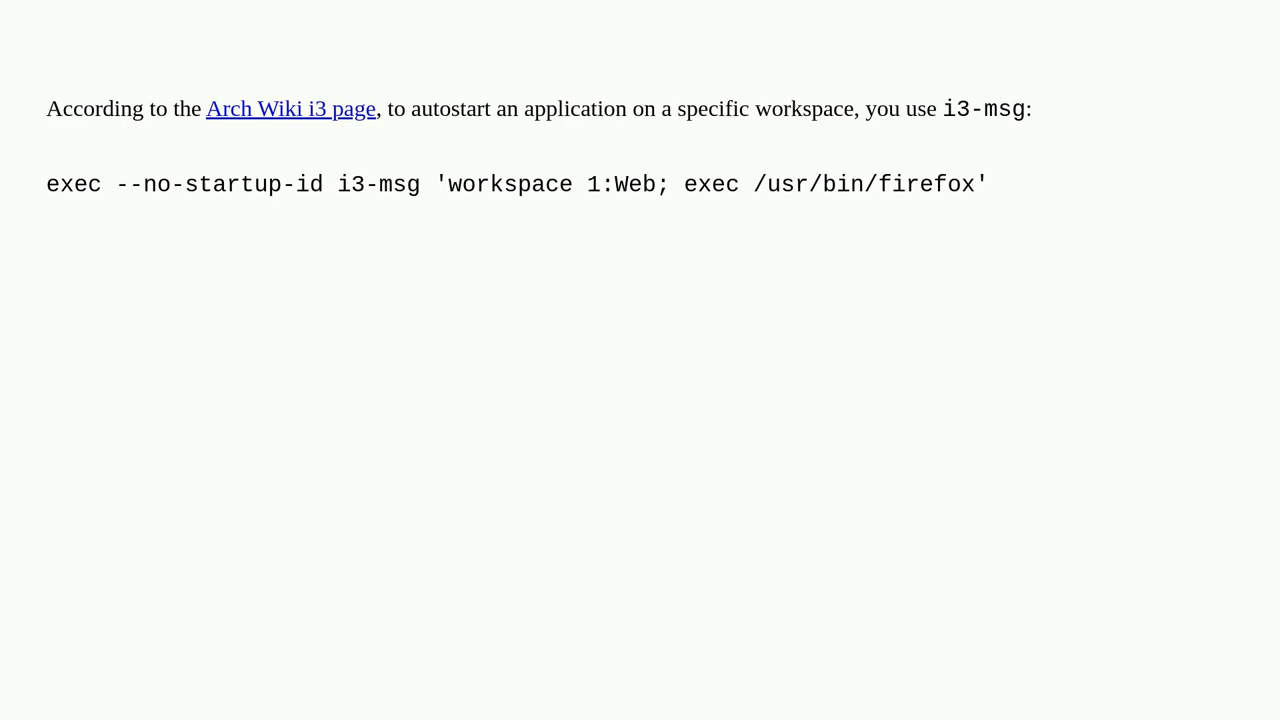 According to the Arch Wiki i3 page, to autostart an application on a specific workspace, you use i3-msg:
exec --no-startup-id i3-msg 'workspace 1:Web; exec /usr/bin/firefox'